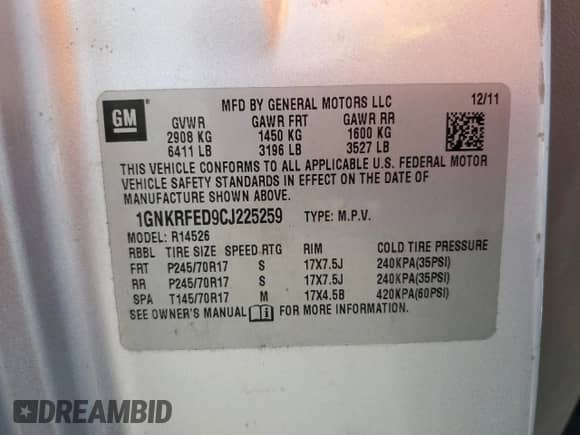 GM
MFD BY GENERAL MOTORS LLC 12/11
GVWR GAWR FRT GAWR RR
2908 KG 1450 KG 1600 KG
6411 LB 3196 LB 3527 LB
THIS VEHICLE CONFORMS TO ALL APPLICABLE U.S. FEDERAL MOTOR
VEHICLE SAFETY STANDARDS IN EFFECT ON THE DATE OF
MANUFACTURE SHOWN ABOVE.
1GNKRFED9CJ225259 TYPE: M.P.V.
MODEL: R14526
RBBL TIRE SIZE SPEED RTG RIM COLD TIRE PRESSURE
FRT P245/70R17 S 17X7.5J 240KPA(35PSI)
RR P245/70R17 S 17X7.5J 240KPA(35PSI)
SPA T145/70R17 M 17X4.5B 420KPA(60PSI)
SEE OWNER'S MANUAL FOR MORE INFORMATION
DREAMBID